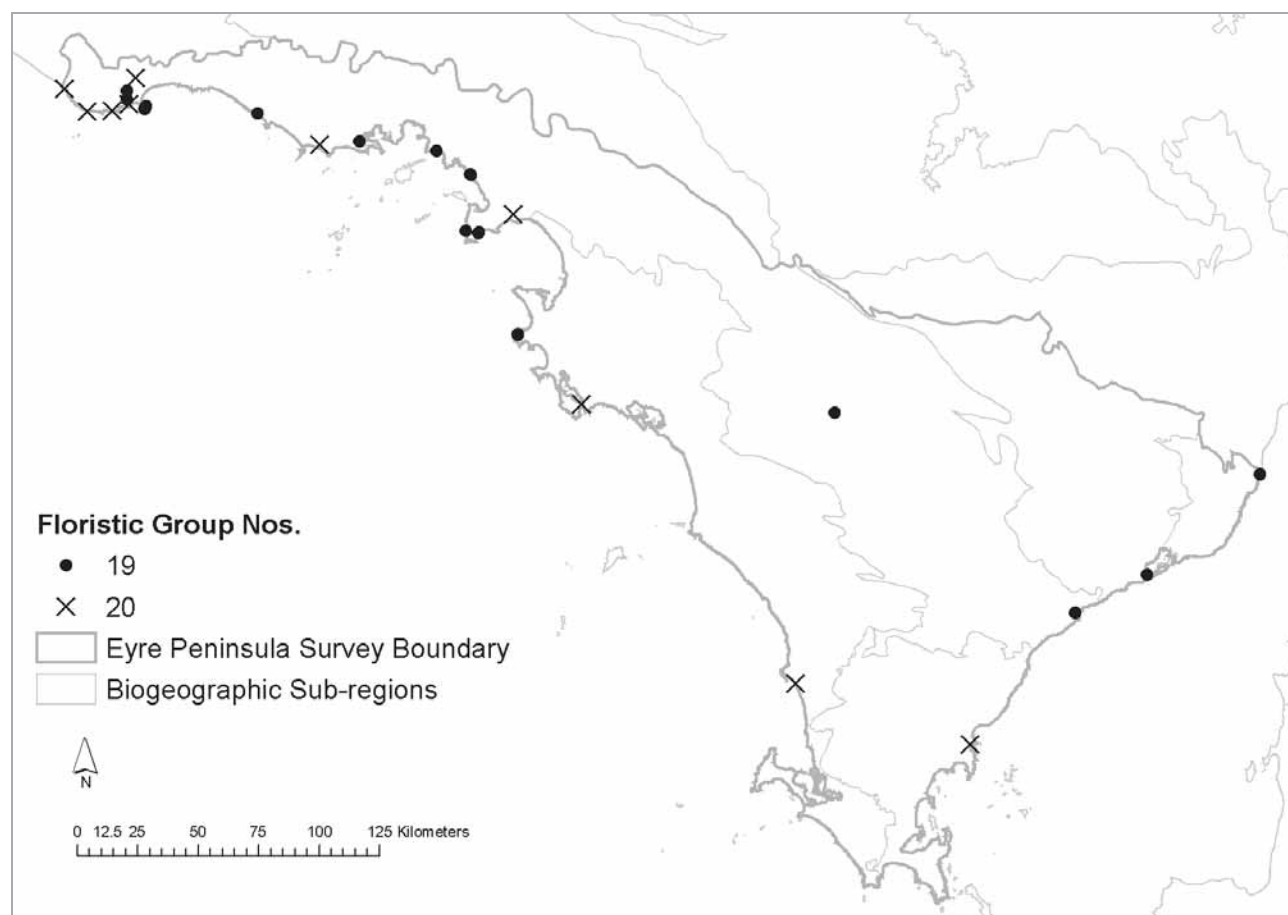 Floristic Group Nos.
19
20
Eyre Peninsula Survey Boundary
Biogeographic Sub-regions
N
0 12.5 25 50 75 100 125 Kilometers